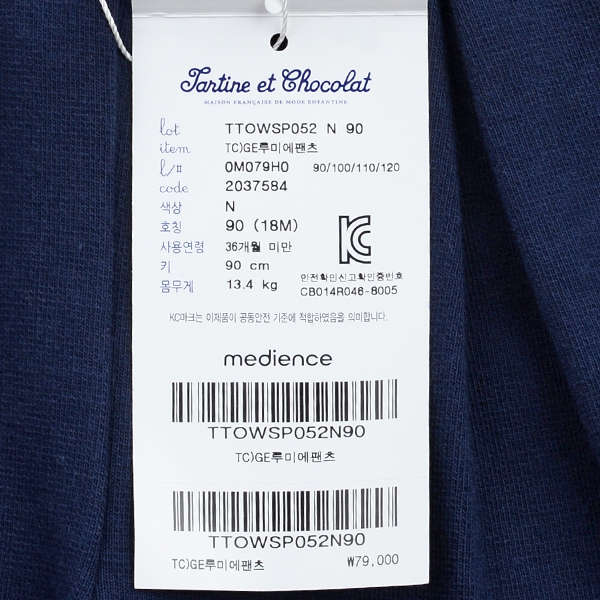 Tartine et Chocolat
MAISON FRANÇAISE DE MODE ENFANTINE
lot TTOWSP052 N 90
item TC)GE루미에팬츠
l/# 0M079H0 90/100/110/120
code 2037584
색상 N
호칭 90 (18M)
사용연령 36개월 미만
키 90 cm
몸무게 13.4 kg
안전확인신고확인증번호
CB014R046-8005
KC마크는 이제품이 공통안전 기준에 적합하였음을 의미합니다.
medience
TTOWSP052N90
TC)GE루미에팬츠
TTOWSP052N90
TC)GE루미에팬츠 ₩79,000